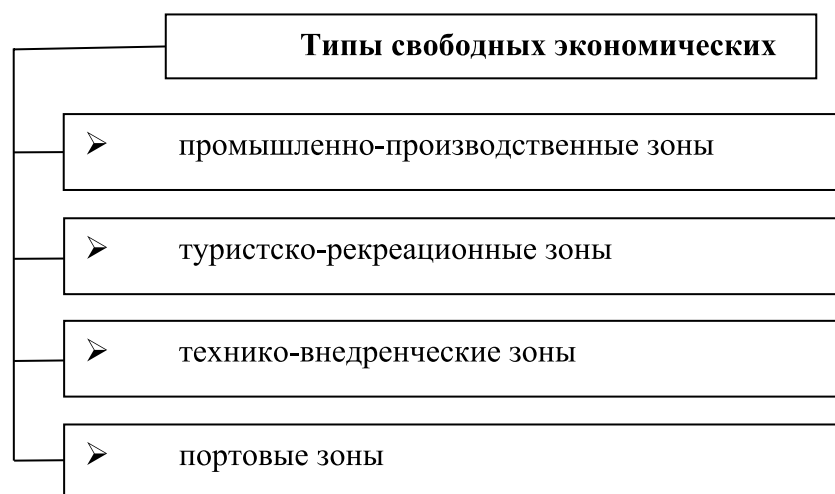 Типы свободных экономических
➢ промышленно-производственные зоны
➢ туристско-рекреационные зоны
➢ технико-внедренческие зоны
➢ портовые зоны